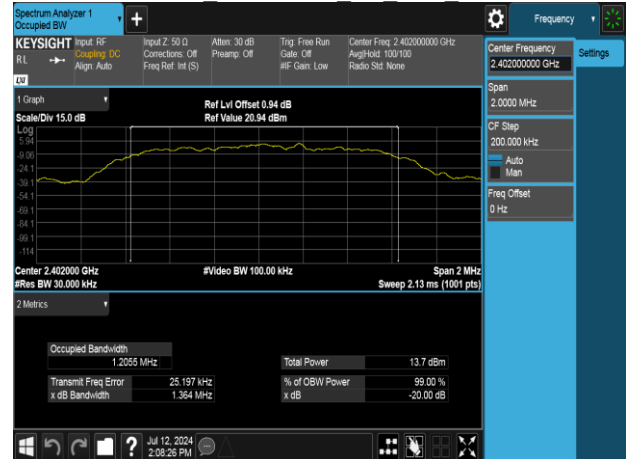 Spectrum Analyzer 1
Occupied BW
Frequency
KEYSIGHT
RL
LXI
Input: RF
Coupling: DC
Align: Auto
Input Z: 50 Ω
Corrections: Off
Freq Ref: Int (S)
Atten: 30 dB
Preamp: Off
Trig: Free Run
Gate: Off
#IF Gain: Low
Center Freq: 2.402000000 GHz
Avg|Hold: 100/100
Radio Std: None
1 Graph
Scale/Div 15.0 dB
Ref Lvl Offset 0.94 dB
Ref Value 20.94 dBm
Log
5.94
-9.06
-24.1
-39.1
-54.1
-69.1
-84.1
-99.1
-114
Center 2.402000 GHz
#Res BW 30.000 kHz
#Video BW 100.00 kHz
Span 2 MHz
Sweep 2.13 ms (1001 pts)
2 Metrics
Occupied Bandwidth
1.2055 MHz
Total Power 13.7 dBm
Transmit Freq Error 25.197 kHz
% of OBW Power 99.00 %
x dB Bandwidth 1.364 MHz
x dB -20.00 dB
Jul 12, 2024
2:08:26 PM
Center Frequency
2.402000000 GHz
Settings
Span
2.0000 MHz
CF Step
200.000 kHz
Auto
Man
Freq Offset
0 Hz